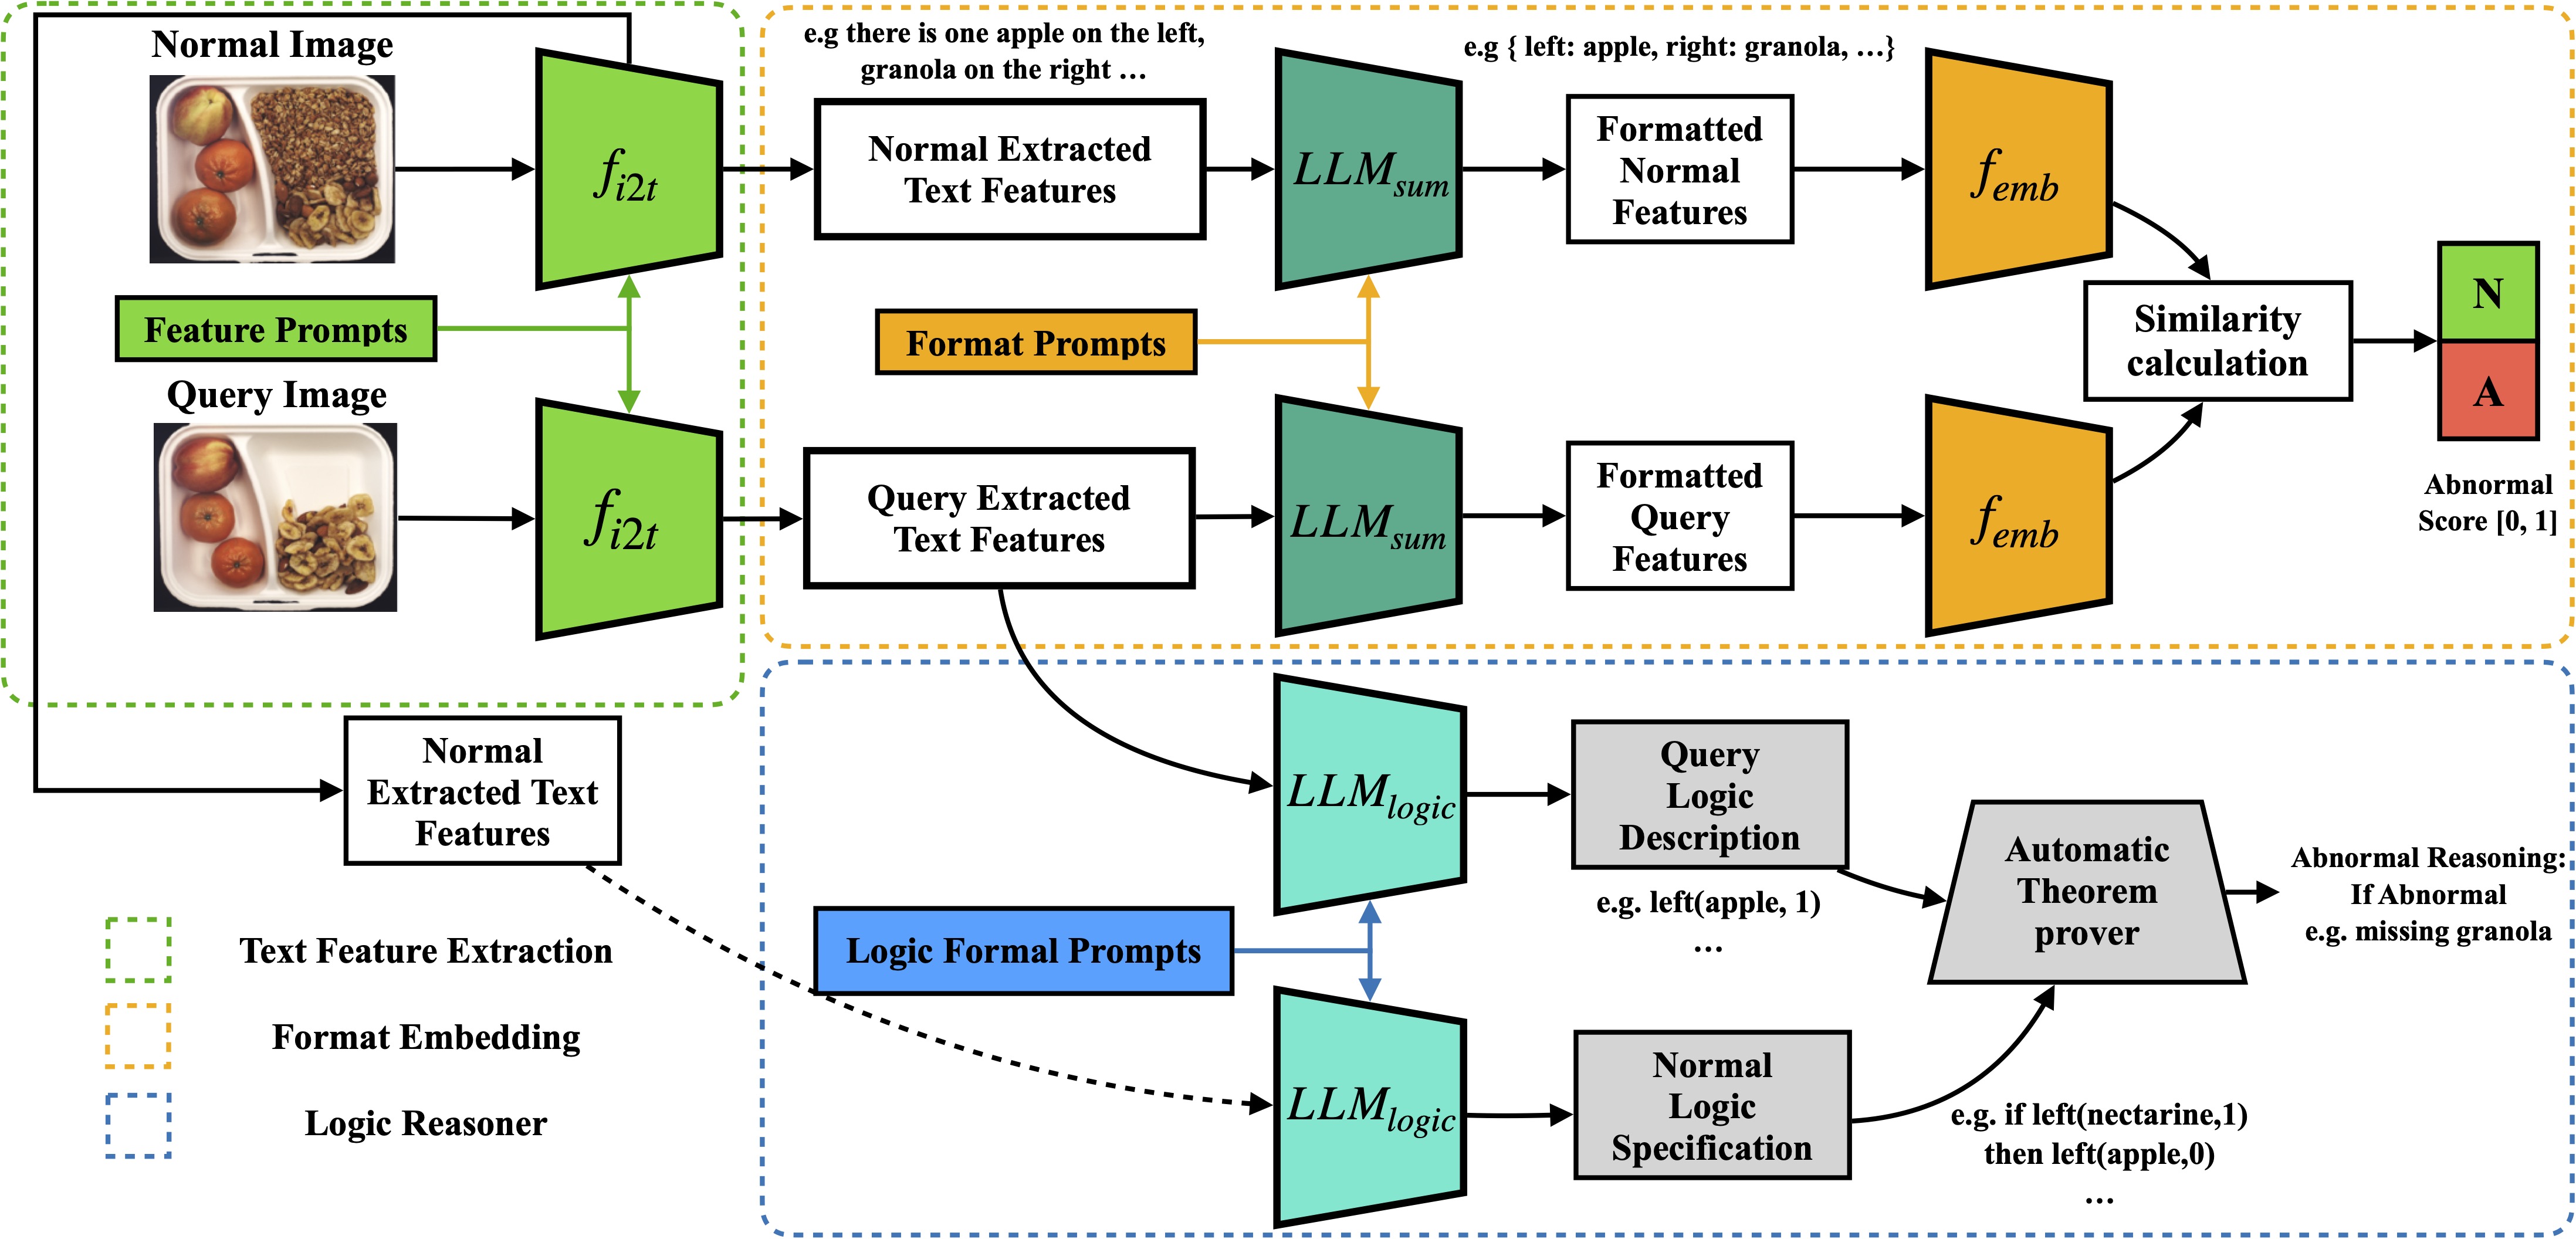 Normal Image
f_{i2t}
Feature Prompts
Query Image
f_{i2t}
e.g there is one apple on the left,
granola on the right ...
Normal Extracted
Text Features
LLM_{sum}
e.g { left: apple, right: granola, ...}
Formatted
Normal
Features
f_{emb}
Format Prompts
Similarity
calculation
N
A
Abnormal
Score [0, 1]
Query Extracted
Text Features
LLM_{sum}
Formatted
Query
Features
f_{emb}
Normal
Extracted Text
Features
LLM_{logic}
Query
Logic
Description
e.g. left(apple, 1)
...
Automatic
Theorem
prover
Abnormal Reasoning:
If Abnormal
e.g. missing granola
Logic Formal Prompts
LLM_{logic}
Normal
Logic
Specification
e.g. if left(nectarine,1)
then left(apple,0)
...
Text Feature Extraction
Format Embedding
Logic Reasoner